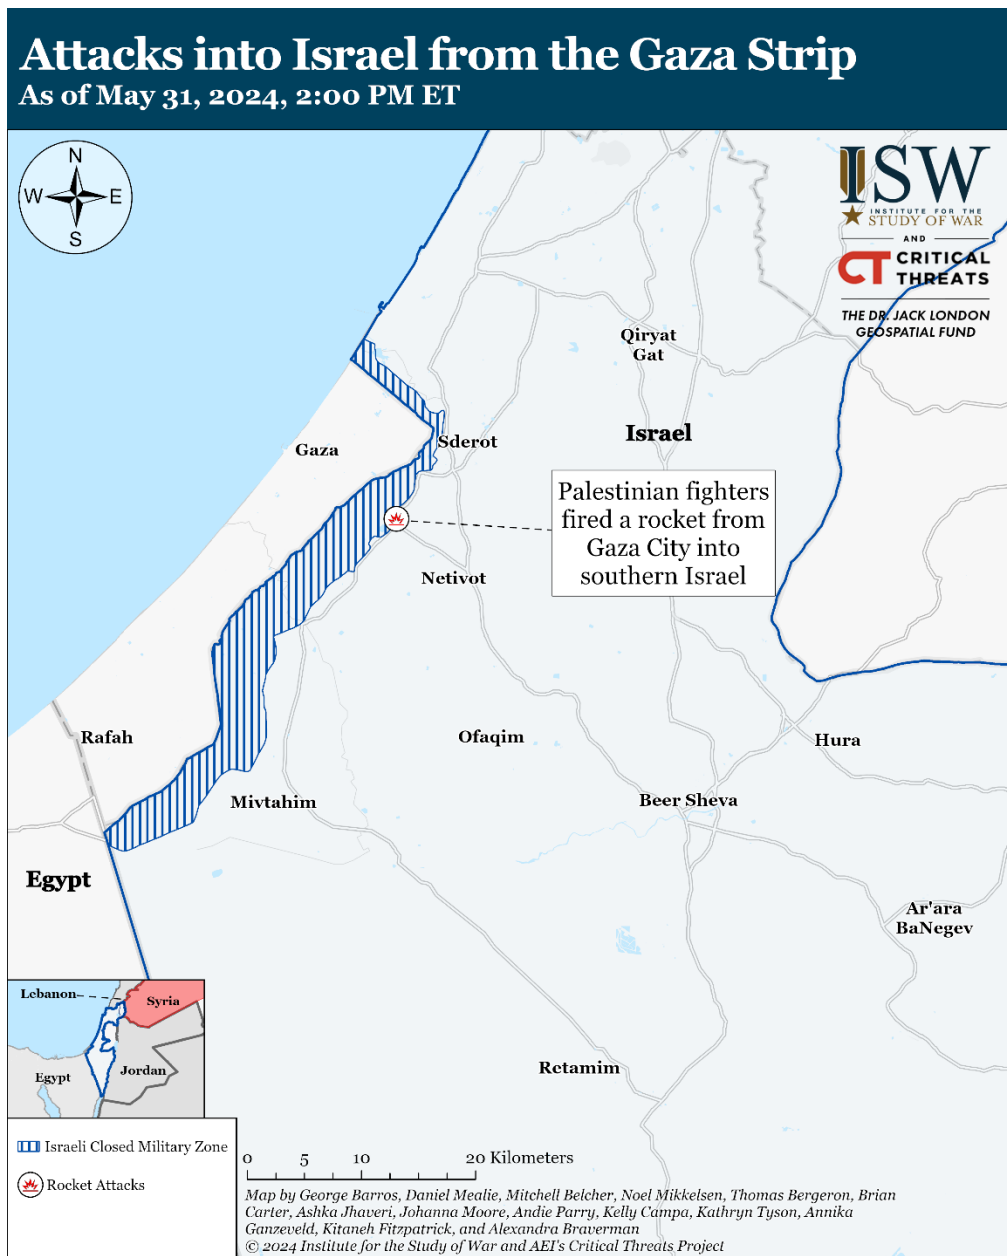 Attacks into Israel from the Gaza Strip
As of May 31, 2024, 2:00 PM ET
N
W
E
S
ISW
INSTITUTE FOR THE
STUDY OF WAR
AND
CT CRITICAL
THREATS
THE DR. JACK LONDON
GEOSPATIAL FUND
Qiryat
Gat
Israel
Gaza
Sderot
Palestinian fighters
fired a rocket from
Gaza City into
southern Israel
Netivot
Rafah
Ofaqim
Hura
Mivtahim
Beer Sheva
Egypt
Ar'ara
BaNegev
Lebanon
Syria
Egypt
Jordan
Retamim
Israeli Closed Military Zone
Rocket Attacks
0 5 10 20 Kilometers
Map by George Barros, Daniel Mealie, Mitchell Belcher, Noel Mikkelsen, Thomas Bergeron, Brian
Carter, Ashka Jhaveri, Johanna Moore, Andie Parry, Kelly Campa, Kathryn Tyson, Annika
Ganzeveld, Kitaneh Fitzpatrick, and Alexandra Braverman
© 2024 Institute for the Study of War and AEI's Critical Threats Project